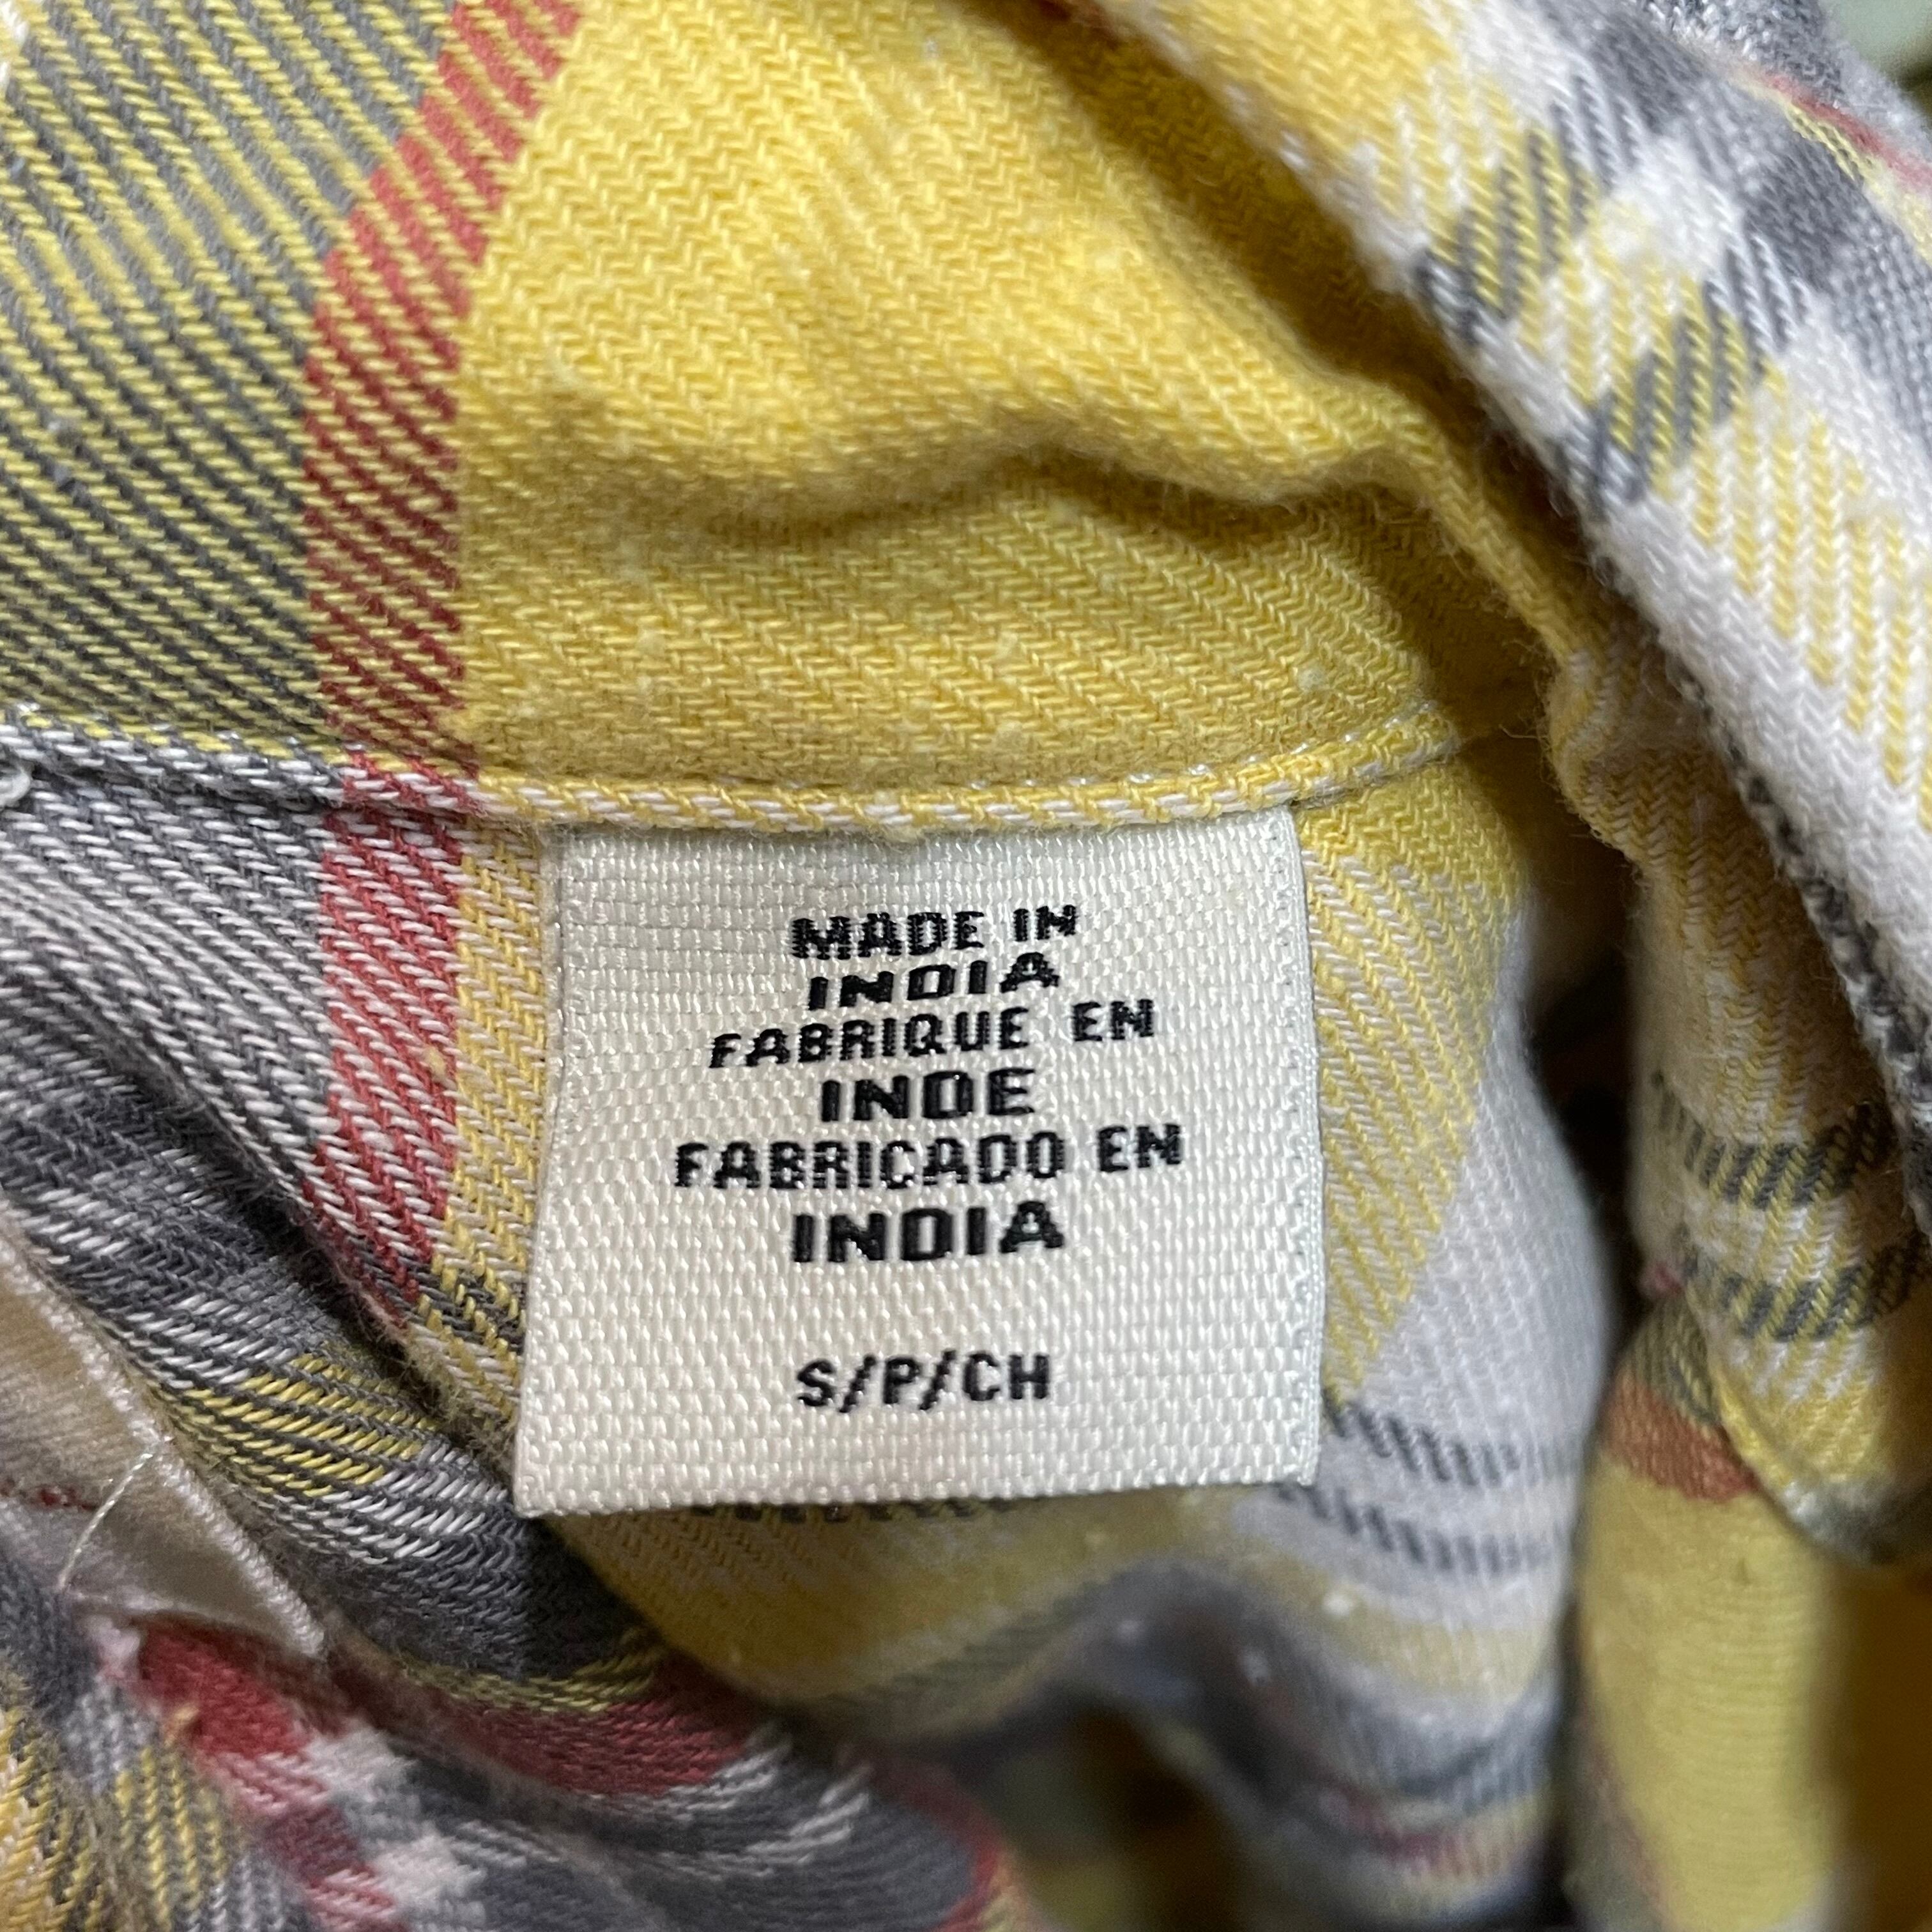 MADE IN
INDIA
FABRIQUE EN
INDE
FABRICADO EN
INDIA
S/P/CH